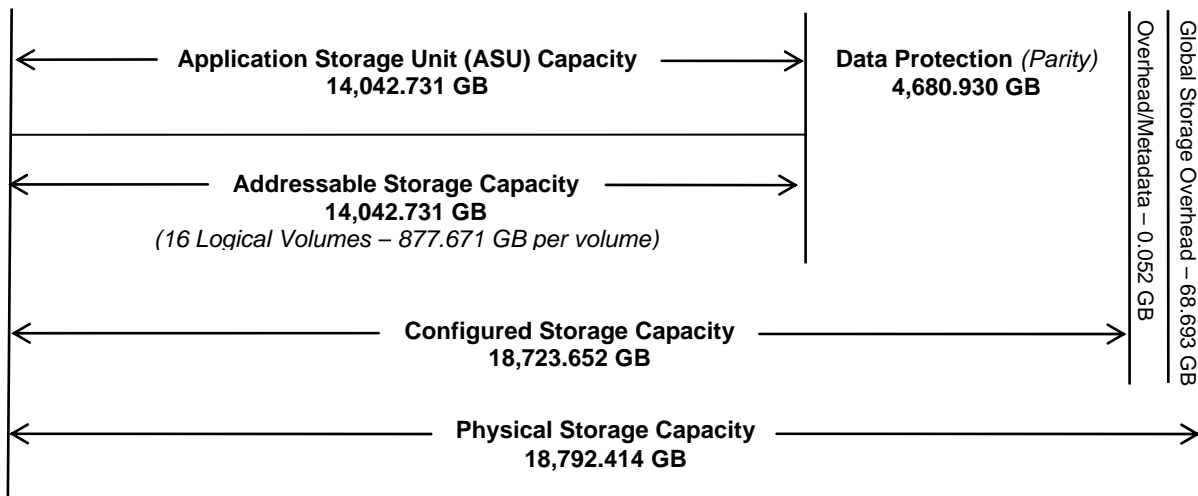 Application Storage Unit (ASU) Capacity
14,042.731 GB
Data Protection (Parity)
4,680.930 GB
Overhead/Metadata – 0.052 GB
Global Storage Overhead – 68.693 GB
Addressable Storage Capacity
14,042.731 GB
(16 Logical Volumes – 877.671 GB per volume)
Configured Storage Capacity
18,723.652 GB
Physical Storage Capacity
18,792.414 GB